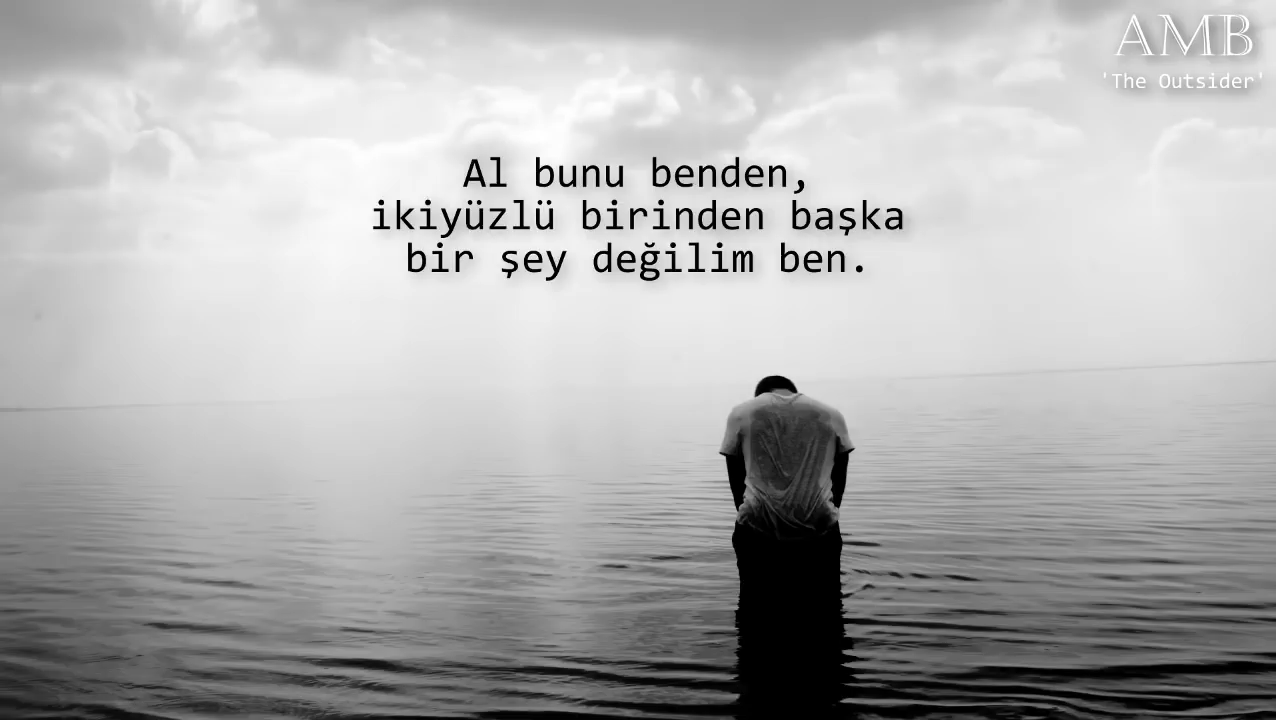 AMB
'The Outsider'
Al bunu benden,
ikiyüzlü birinden başka
bir şey değilim ben.